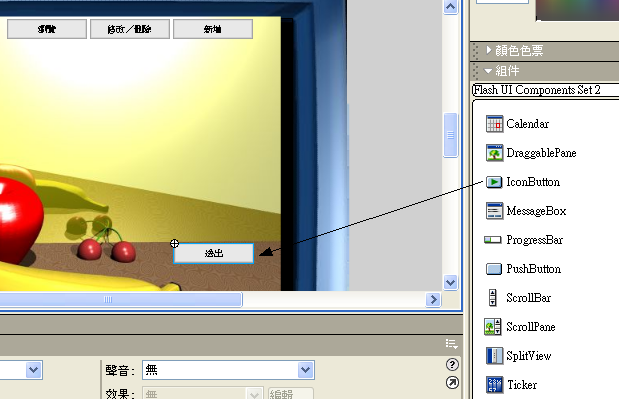 瀏覽
修改／刪除
新增
顏色色票
組件
Flash UI Components Set 2
Calendar
DraggablePane
IconButton
MessageBox
ProgressBar
PushButton
ScrollBar
ScrollPane
SplitView
Ticker
送出
聲音: 無
效果: 無 編輯